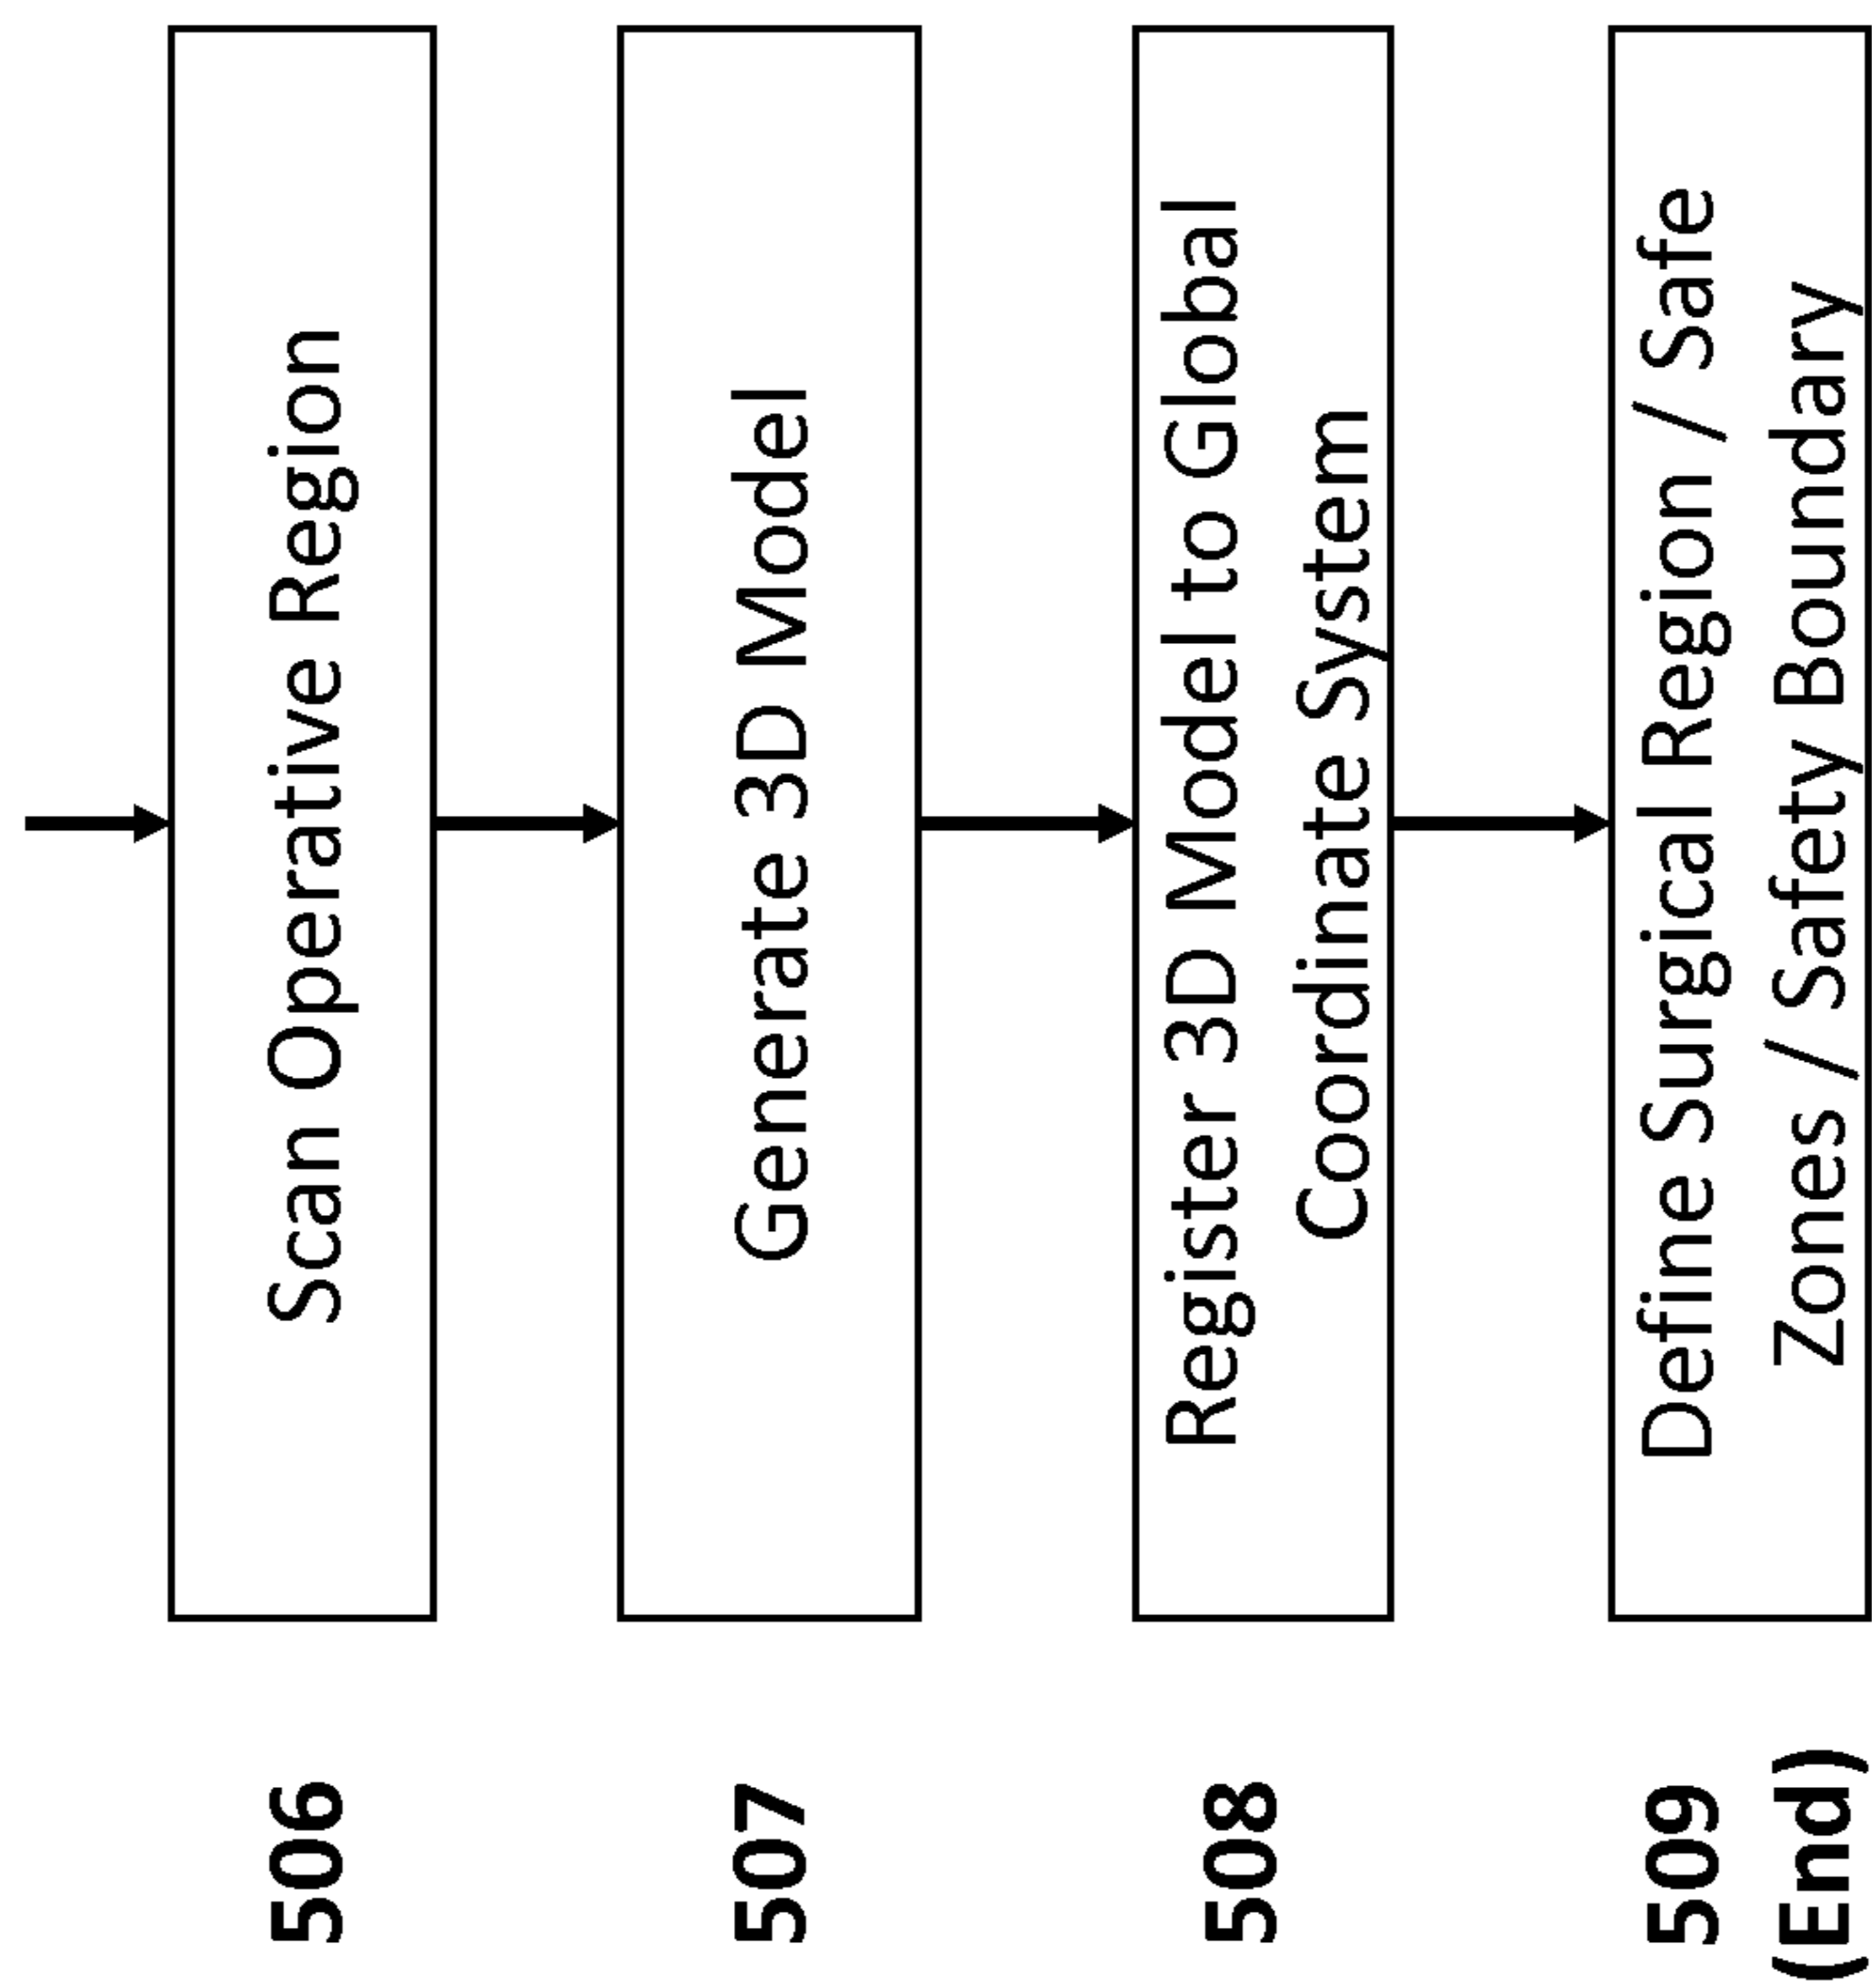 506
Scan Operative Region
507
Generate 3D Model
508
Register 3D Model to Global
Coordinate System
509
(End)
Define Surgical Region / Safe
Zones / Safety Boundary